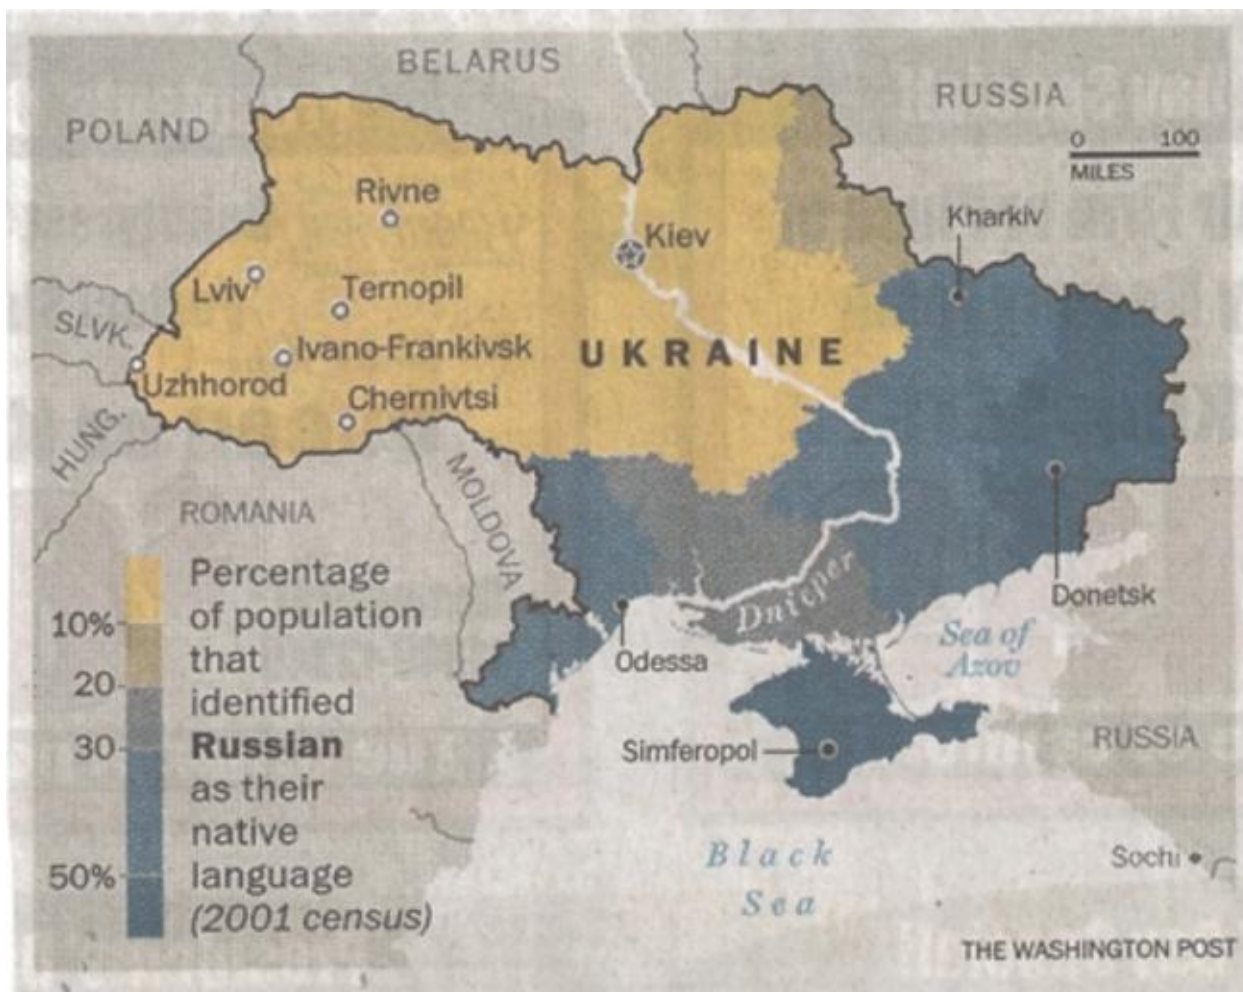 BELARUS
RUSSIA
POLAND
0 100
MILES
Rivne
Kharkiv
Kiev
Lviv
Ternopil
SLVK.
Ivano-Frankivsk
UKRAINE
Uzhhorod
Chernivtsi
HUNG.
MOLDOVA
ROMANIA
Donetsk
Dnieper
Sea of
Azov
Odessa
Simferopol
RUSSIA
Black
Sea
Sochi
Percentage
10% of population
that
20 identified
30 Russian
as their
native
50% language
(2001 census)
THE WASHINGTON POST